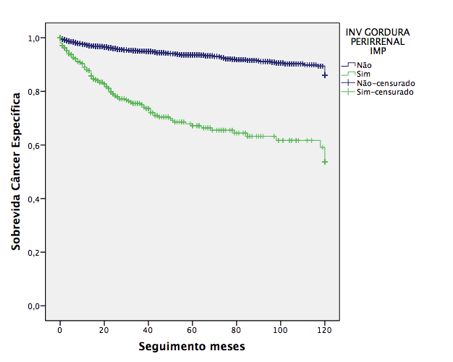 INV GORDURA
PERIRRENAL
IMP
Não
Sim
Não-censurado
Sim-censurado
1,0
0,8
0,6
0,4
0,2
0,0
Sobrevida Câncer Específica
0 20 40 60 80 100 120
Seguimento meses